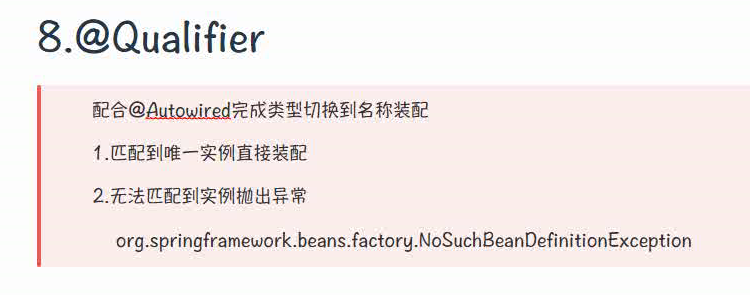 8.@Qualifier
配合@Autowired完成类型切换到名称装配
1.匹配到唯一实例直接装配
2.无法匹配到实例抛出异常
org.springframework.beans.factory.NoSuchBeanDefinitionException